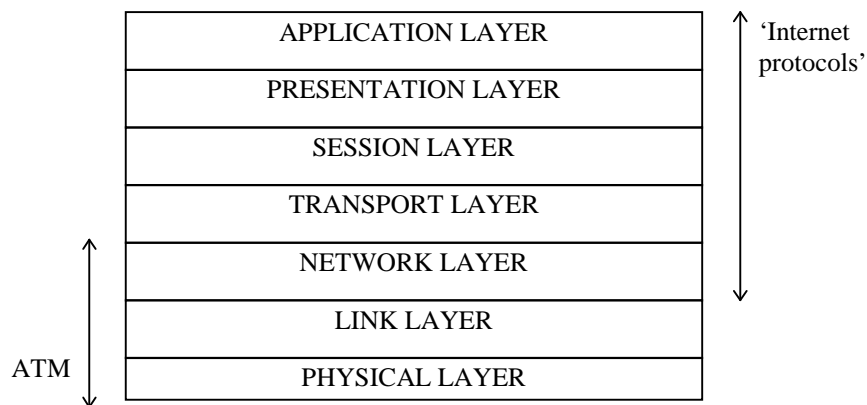 APPLICATION LAYER
‘Internet
protocols’
PRESENTATION LAYER
SESSION LAYER
TRANSPORT LAYER
NETWORK LAYER
LINK LAYER
ATM
PHYSICAL LAYER